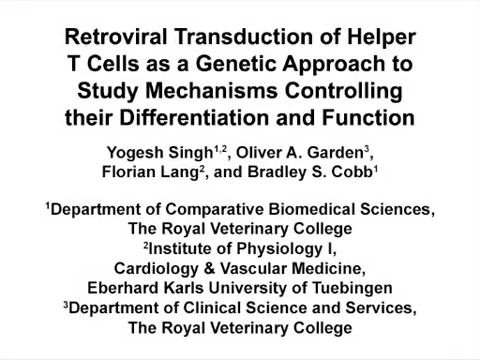 Retroviral Transduction of Helper
T Cells as a Genetic Approach to
Study Mechanisms Controlling
their Differentiation and Function
Yogesh Singh¹,², Oliver A. Garden³,
Florian Lang², and Bradley S. Cobb¹
¹Department of Comparative Biomedical Sciences,
The Royal Veterinary College
²Institute of Physiology I,
Cardiology & Vascular Medicine,
Eberhard Karls University of Tuebingen
³Department of Clinical Science and Services,
The Royal Veterinary College